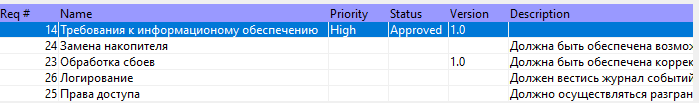 Req # Name Priority Status Version Description
14 Требования к информационому обеспечению High Approved 1.0
24 Замена накопителя Должна быть обеспечена возмож
23 Обработка сбоев 1.0 Должна быть обеспечена коррек
26 Логирование Должен вестись журнал событий
25 Права доступа Должно осуществляться разгран